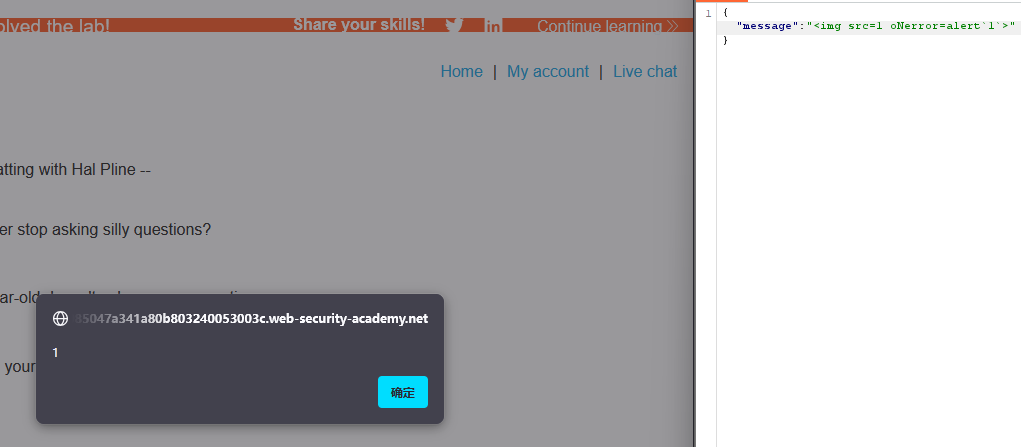 olved the lab!
Share your skills!
Continue learning
Home | My account | Live chat
atting with Hal Pline --
er stop asking silly questions?
ar-old
85047a341a80b803240053003c.web-security-academy.net
1
your
确定
1 {
"message":"<img src=1 oNerror=alert`1`>"
}